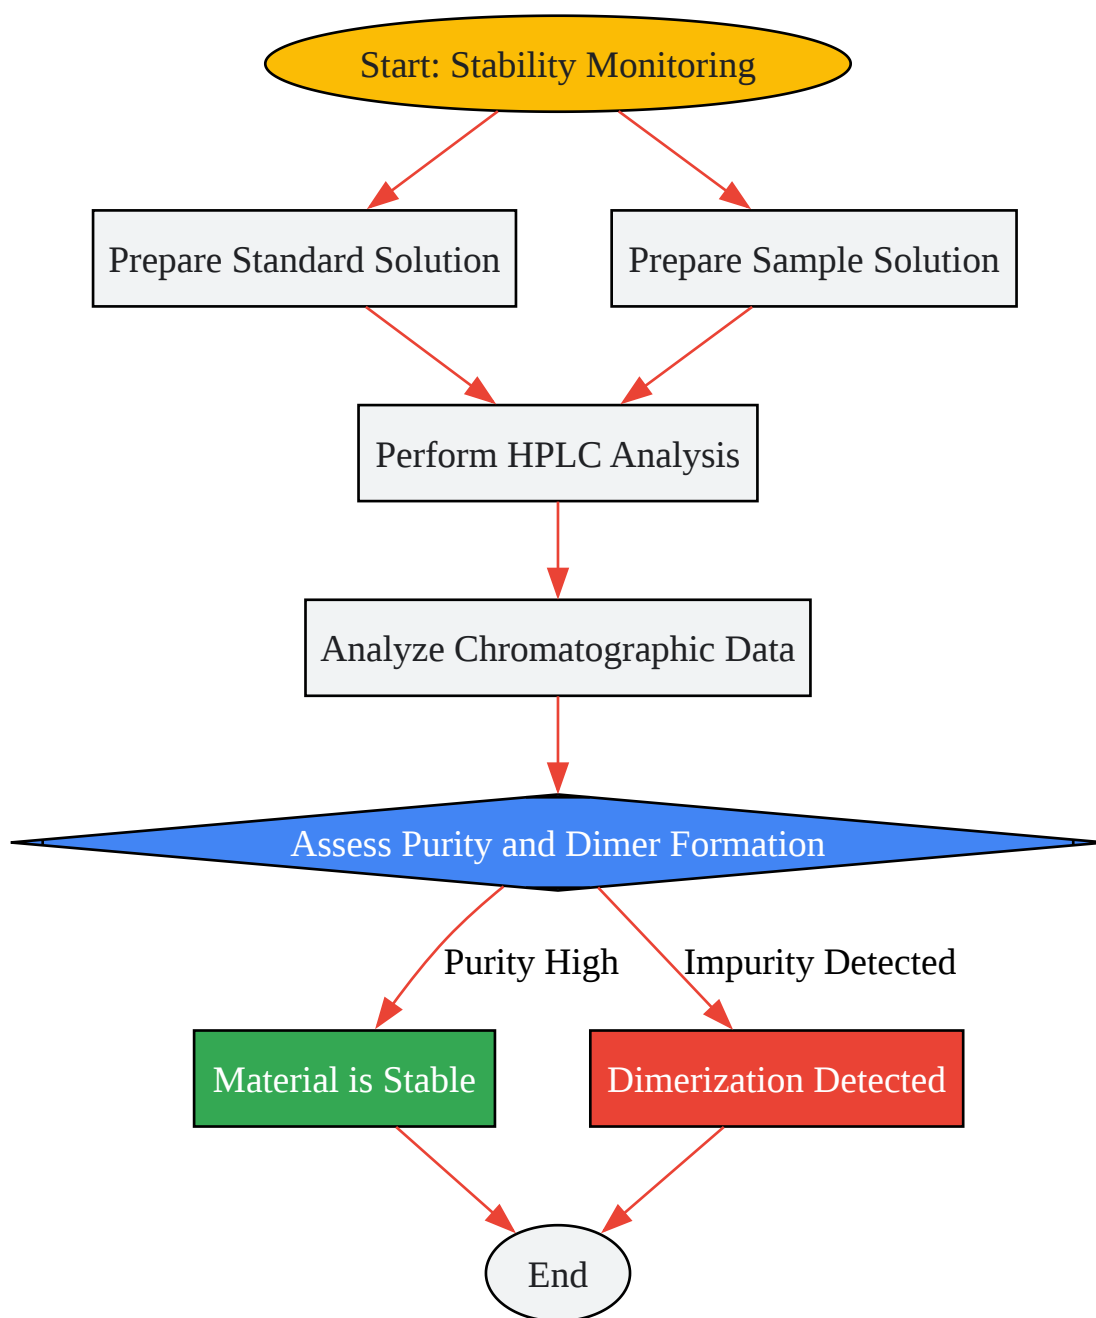 Start: Stability Monitoring
Prepare Standard Solution
Prepare Sample Solution
Perform HPLC Analysis
Analyze Chromatographic Data
Assess Purity and Dimer Formation
Purity High
Impurity Detected
Material is Stable
Dimerization Detected
End